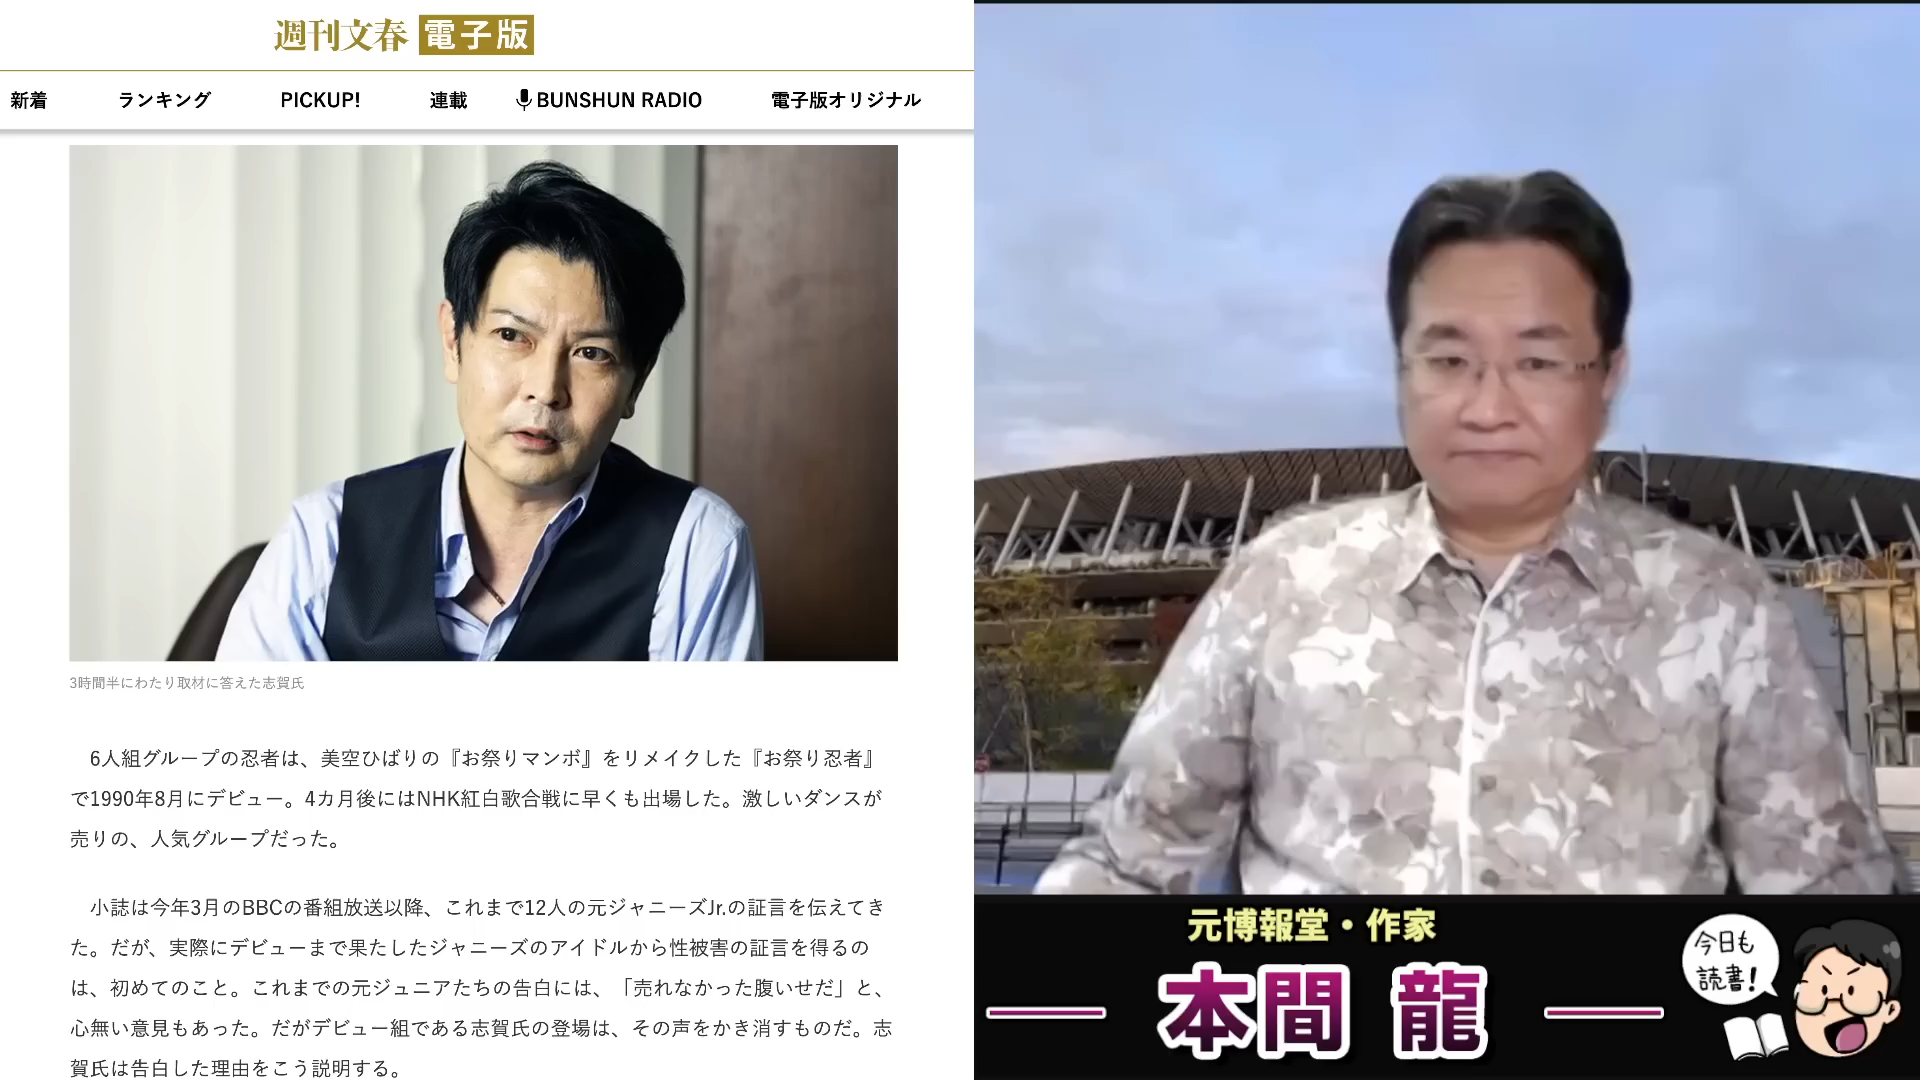 週刊文春 電子版
新着 ランキング PICKUP! 連載 BUNSHUN RADIO 電子版オリジナル
3時間半にわたり取材に答えた志賀氏
6人組グループの忍者は、美空ひばりの『お祭りマンボ』をリメイクした『お祭り忍者』
で1990年8月にデビュー。4カ月後にはNHK紅白歌合戦に早くも出場した。激しいダンスが
売りの、人気グループだった。
小誌は今年3月のBBCの番組放送以降、これまで12人の元ジャニーズJr.の証言を伝えてき
た。だが、実際にデビューまで果たしたジャニーズのアイドルから性被害の証言を得るの
は、初めてのこと。これまでの元ジュニアたちの告白には、「売れなかった腹いせだ」と、
心無い意見もあった。だがデビュー組である志賀氏の登場は、その声をかき消すものだ。志
賀氏は告白した理由をこう説明する。
元博報堂・作家
本間 龍
今日も
読書!